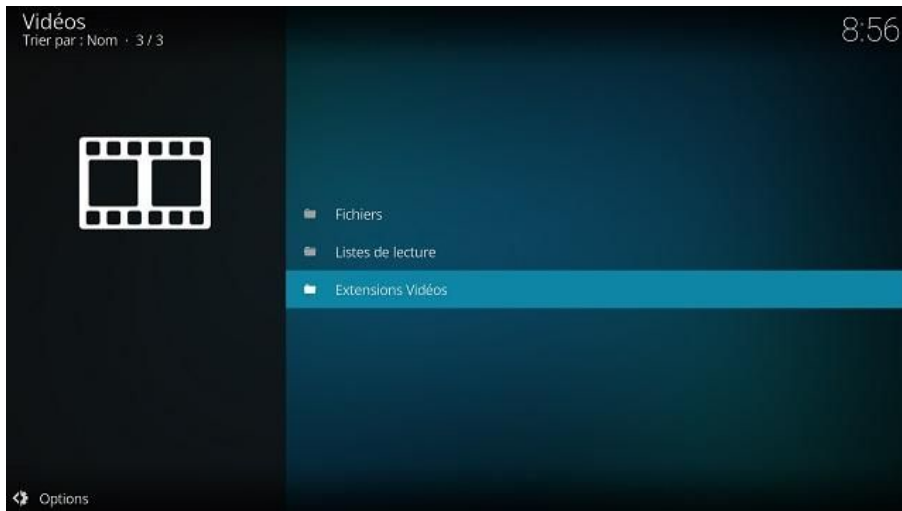 Vidéos
Trier par : Nom · 3 / 3
8:56
Fichiers
Listes de lecture
Extensions Vidéos
Options